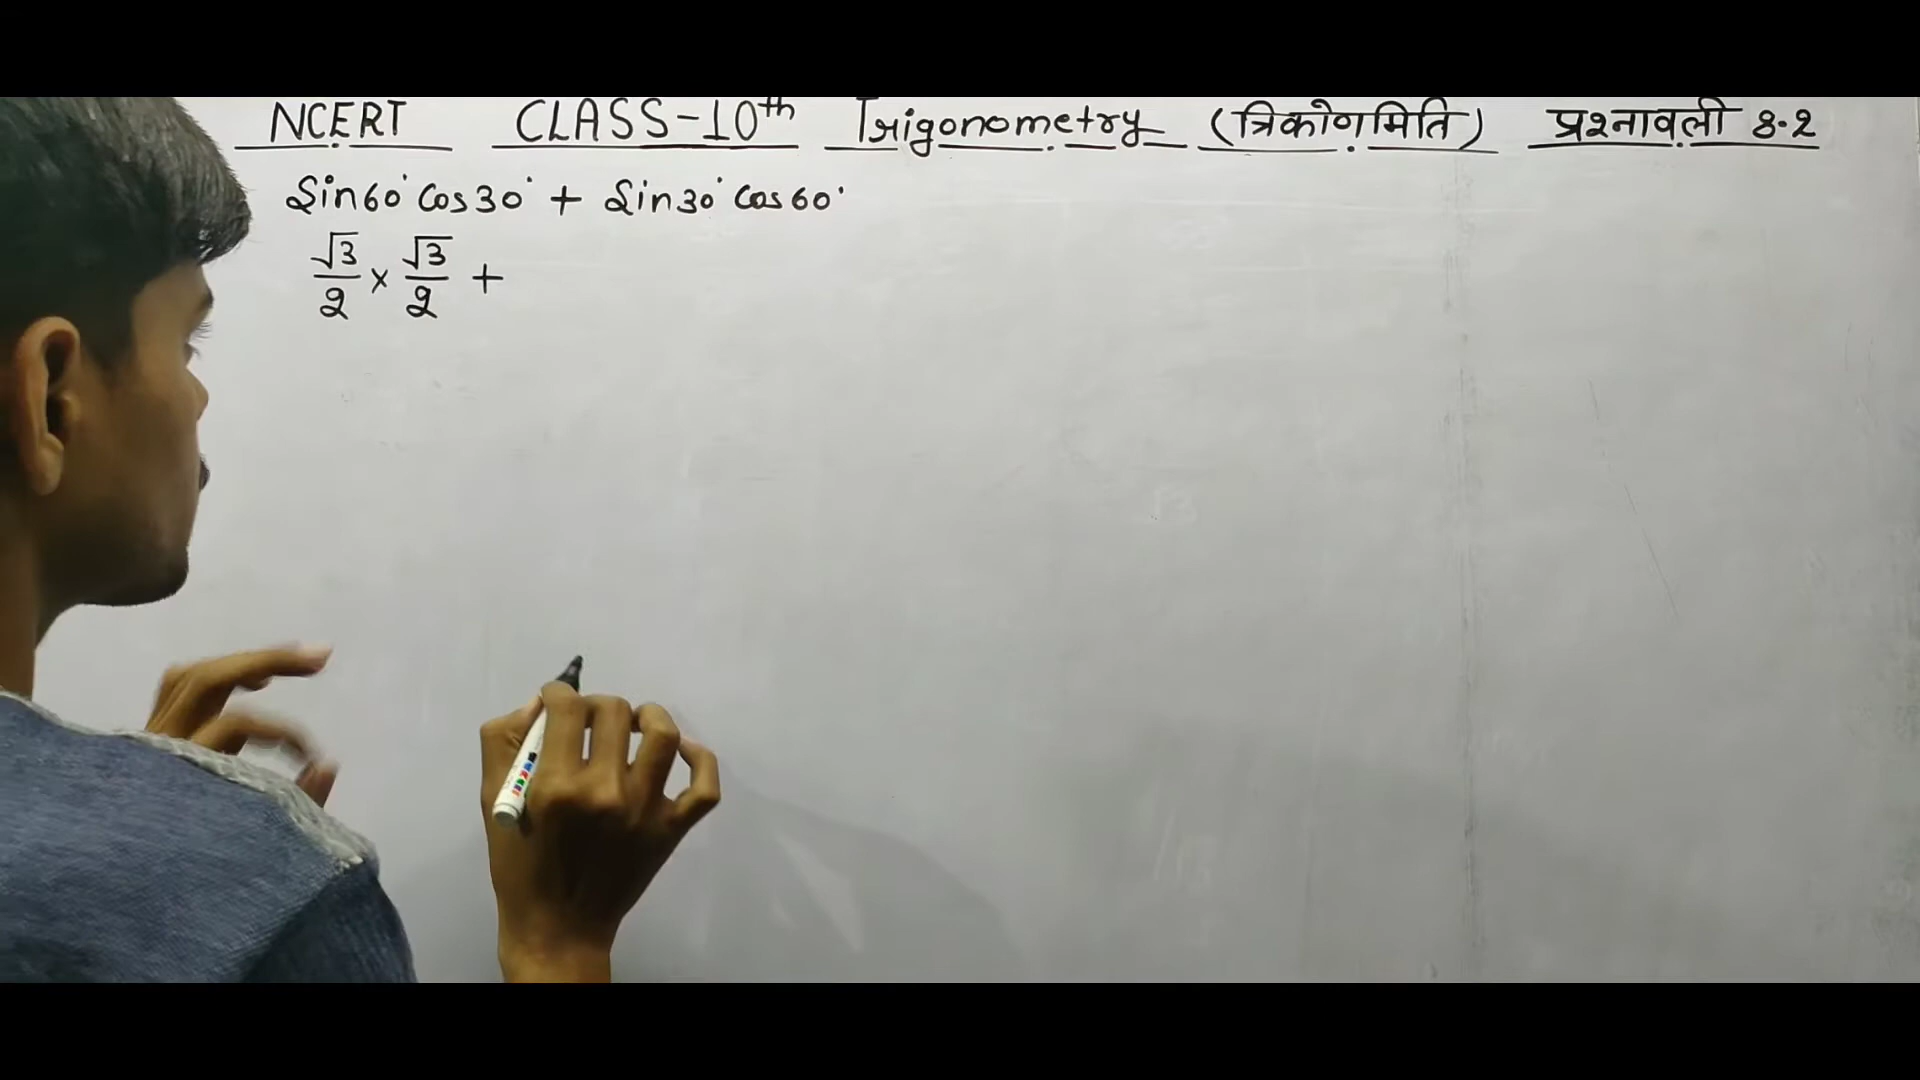 NCERT CLASS-10th Trigonometry (त्रिकोणमिति) प्रश्नावली 8.2
Sin60° Cos30° + Sin30° Cos60°
√3/2 × √3/2 +